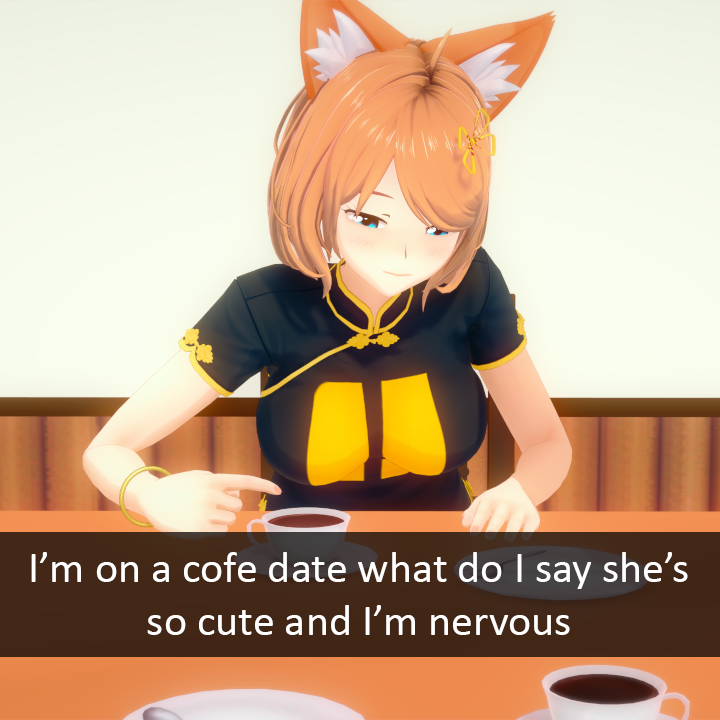 I’m on a cofe date what do I say she’s
so cute and I’m nervous